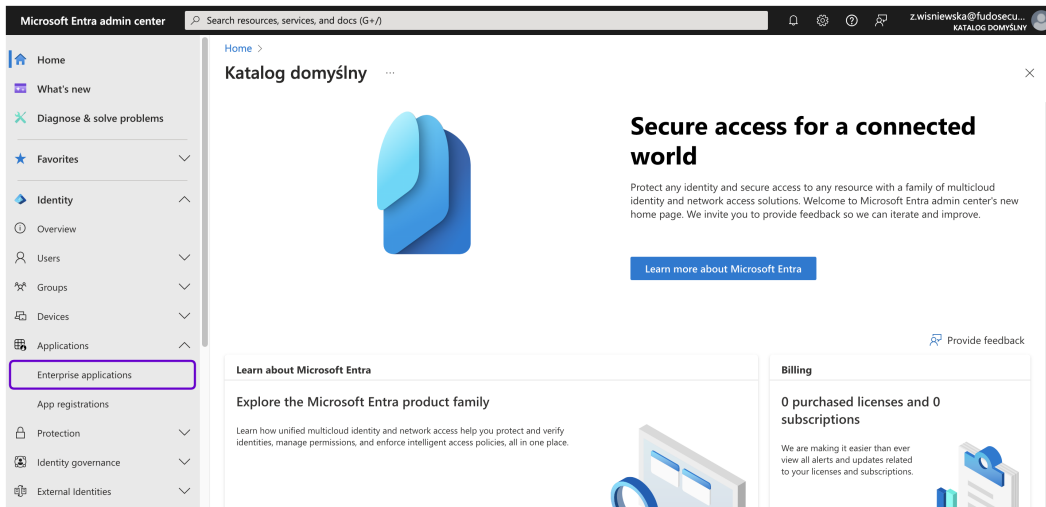 Microsoft Entra admin center
Search resources, services, and docs (G+/)
z.wisniewska@fudosecu...
KATALOG DOMYŚLNY
Home
What's new
Diagnose & solve problems
Favorites
Identity
Overview
Users
Groups
Devices
Applications
Enterprise applications
App registrations
Protection
Identity governance
External Identities
Home >
Katalog domyślny ...
Secure access for a connected
world
Protect any identity and secure access to any resource with a family of multicloud
identity and network access solutions. Welcome to Microsoft Entra admin center's new
home page. We invite you to provide feedback so we can iterate and improve.
Learn more about Microsoft Entra
Provide feedback
Learn about Microsoft Entra
Explore the Microsoft Entra product family
Learn how unified multicloud identity and network access help you protect and verify
identities, manage permissions, and enforce intelligent access policies, all in one place.
Billing
0 purchased licenses and 0
subscriptions
We are making it easier than ever
view all alerts and updates related
to your licenses and subscriptions.